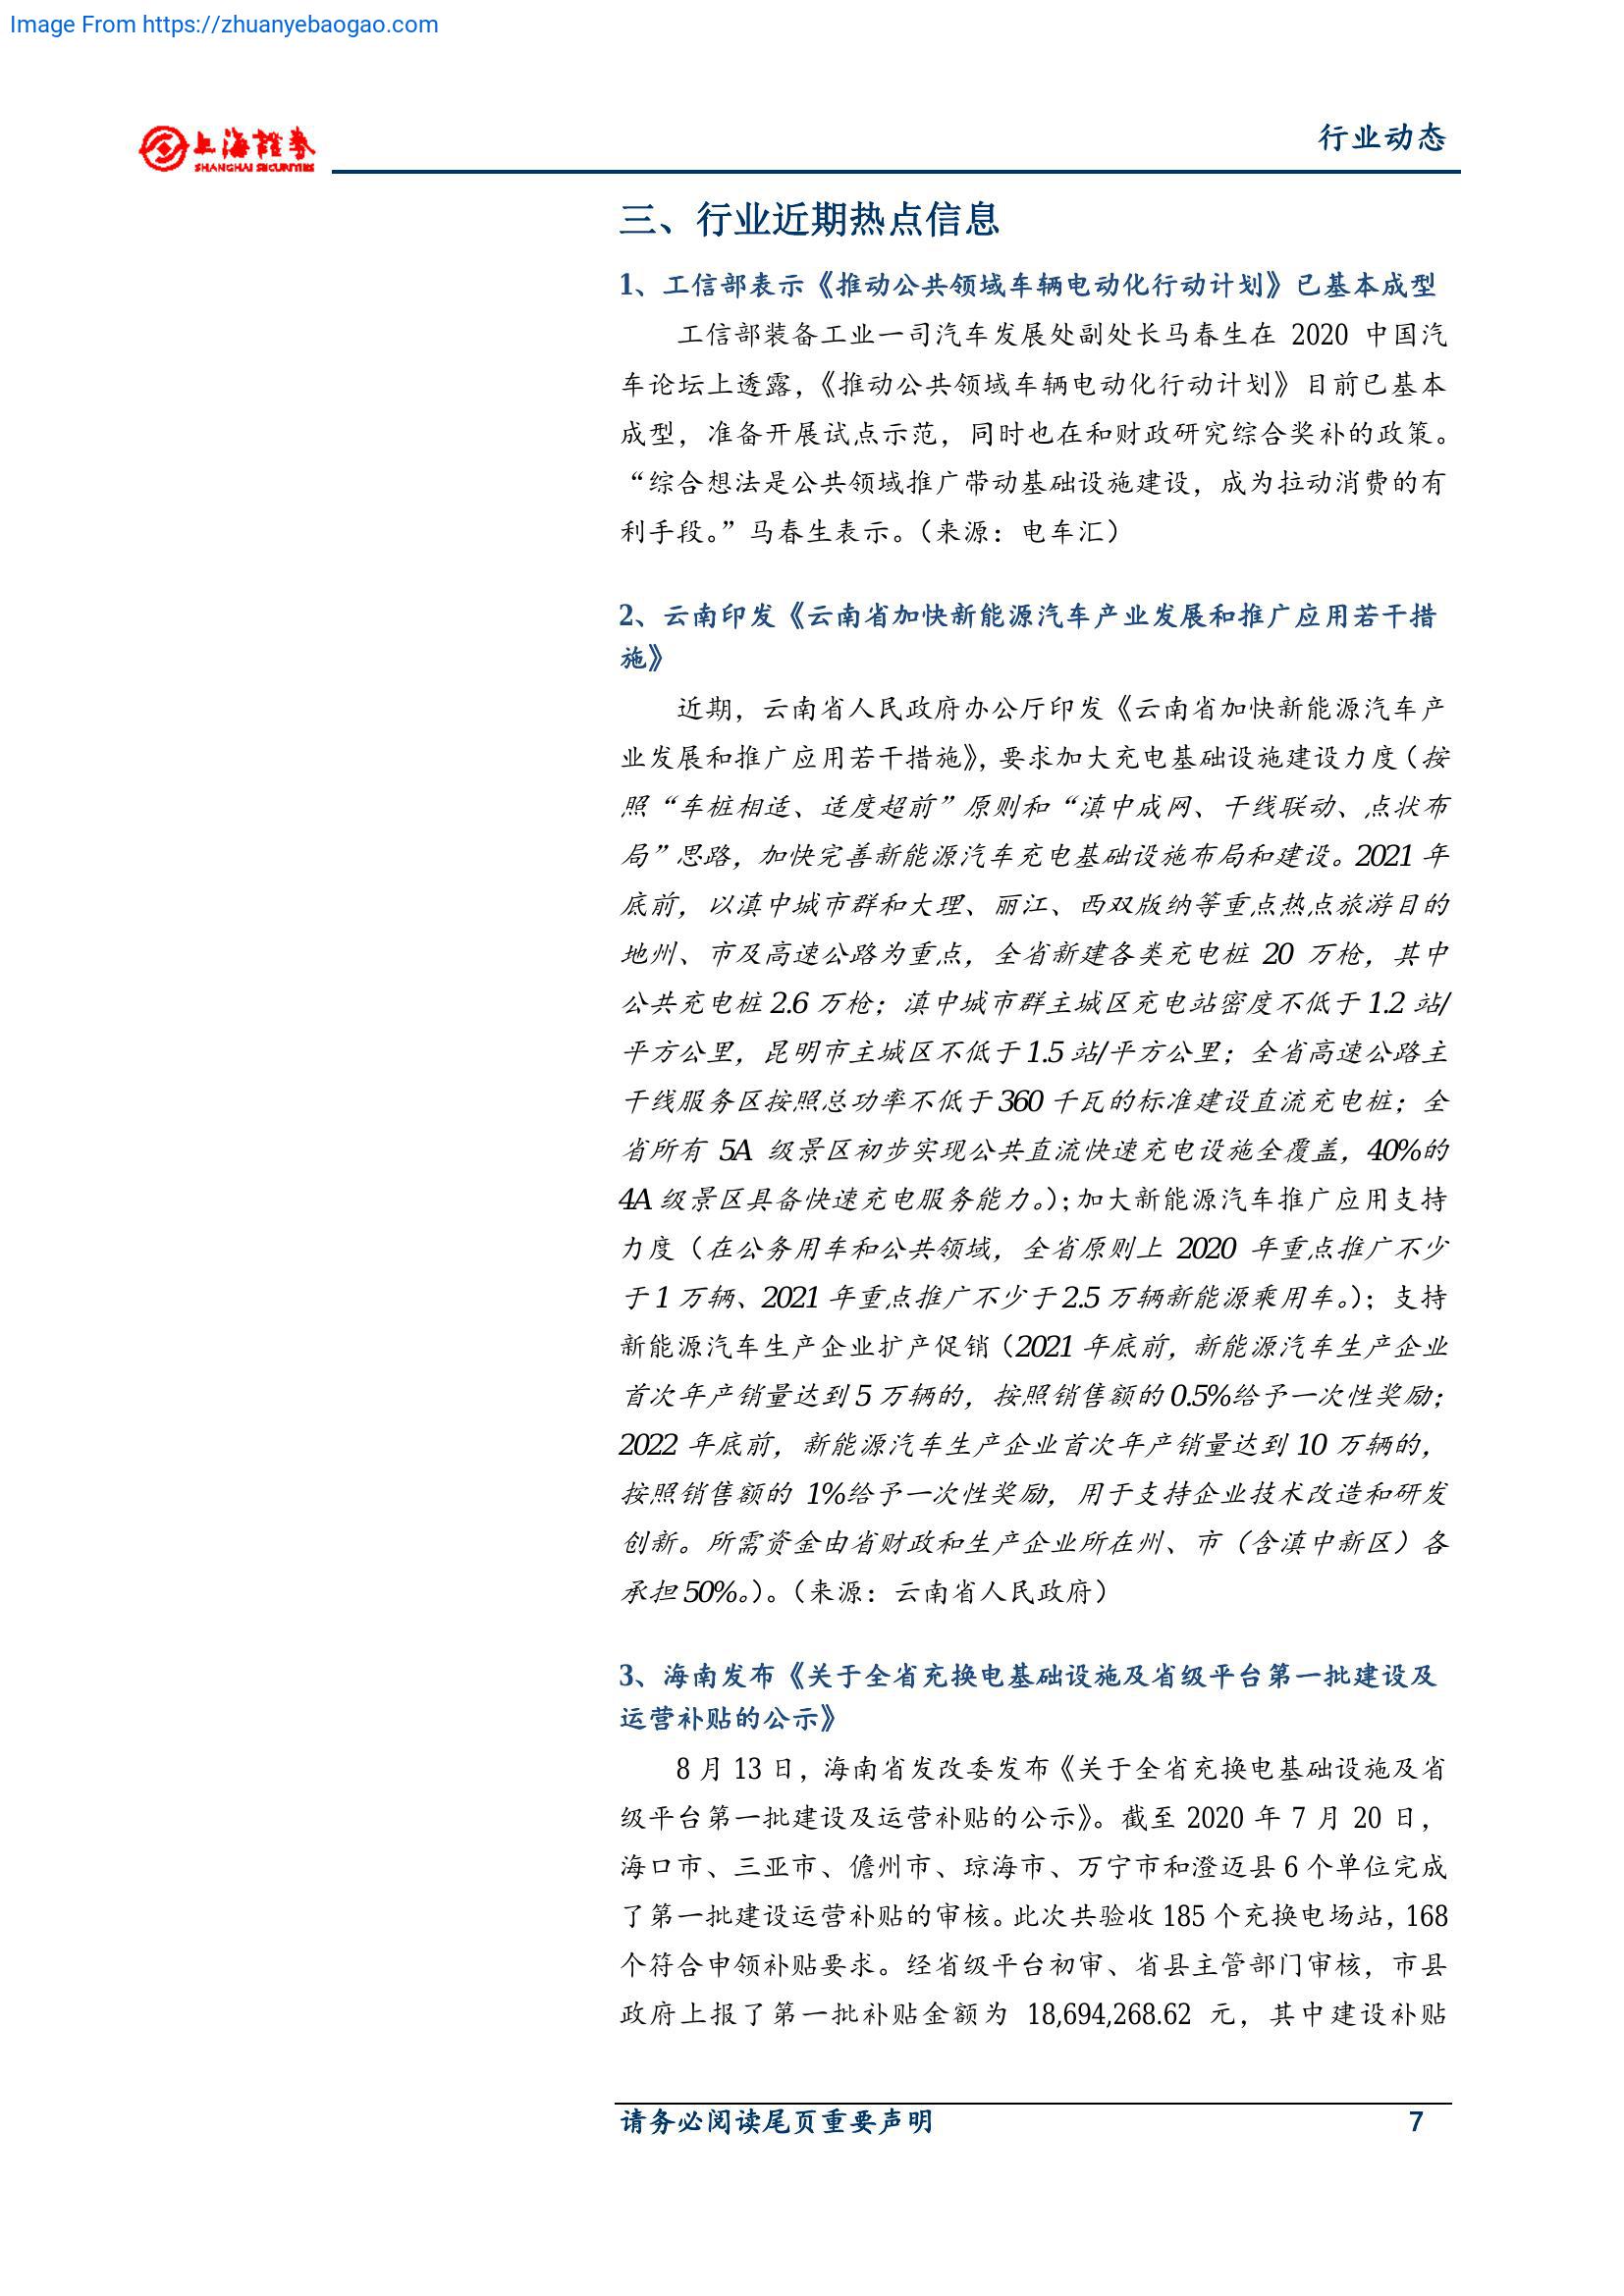 Image From https://zhuanyebaogao.com
上海證券
SHANGHAI SECURITIES
行业动态
三、行业近期热点信息
1、工信部表示《推动公共领域车辆电动化行动计划》已基本成型
工信部装备工业一司汽车发展处副处长马春生在 2020 中国汽
车论坛上透露，《推动公共领域车辆电动化行动计划》目前已基本
成型，准备开展试点示范，同时也在和财政研究综合奖补的政策。
“综合想法是公共领域推广带动基础设施建设，成为拉动消费的有
利手段。”马春生表示。（来源：电车汇）
2、云南印发《云南省加快新能源汽车产业发展和推广应用若干措
施》
近期，云南省人民政府办公厅印发《云南省加快新能源汽车产
业发展和推广应用若干措施》，要求加大充电基础设施建设力度（按
照“车桩相适、适度超前”原则和“滇中成网、干线联动、点状布
局”思路，加快完善新能源汽车充电基础设施布局和建设。2021 年
底前，以滇中城市群和大理、丽江、西双版纳等重点热点旅游目的
地州、市及高速公路为重点，全省新建各类充电桩 20 万枪，其中
公共充电桩 2.6 万枪；滇中城市群主城区充电站密度不低于 1.2 站/
平方公里，昆明市主城区不低于 1.5 站/平方公里；全省高速公路主
干线服务区按照总功率不低于 360 千瓦的标准建设直流充电桩；全
省所有 5A 级景区初步实现公共直流快速充电设施全覆盖，40%的
4A 级景区具备快速充电服务能力。）；加大新能源汽车推广应用支持
力度（在公务用车和公共领域，全省原则上 2020 年重点推广不少
于 1 万辆、2021 年重点推广不少于 2.5 万辆新能源乘用车。）；支持
新能源汽车生产企业扩产促销（2021 年底前，新能源汽车生产企业
首次年产销量达到 5 万辆的，按照销售额的 0.5%给予一次性奖励；
2022 年底前，新能源汽车生产企业首次年产销量达到 10 万辆的，
按照销售额的 1%给予一次性奖励，用于支持企业技术改造和研发
创新。所需资金由省财政和生产企业所在州、市（含滇中新区）各
承担 50%。）。（来源：云南省人民政府）
3、海南发布《关于全省充换电基础设施及省级平台第一批建设及
运营补贴的公示》
8 月 13 日，海南省发改委发布《关于全省充换电基础设施及省
级平台第一批建设及运营补贴的公示》。截至 2020 年 7 月 20 日，
海口市、三亚市、儋州市、琼海市、万宁市和澄迈县 6 个单位完成
了第一批建设运营补贴的审核。此次共验收 185 个充换电场站，168
个符合申领补贴要求。经省级平台初审、省县主管部门审核，市县
政府上报了第一批补贴金额为 18,694,268.62 元，其中建设补贴
请务必阅读尾页重要声明
7